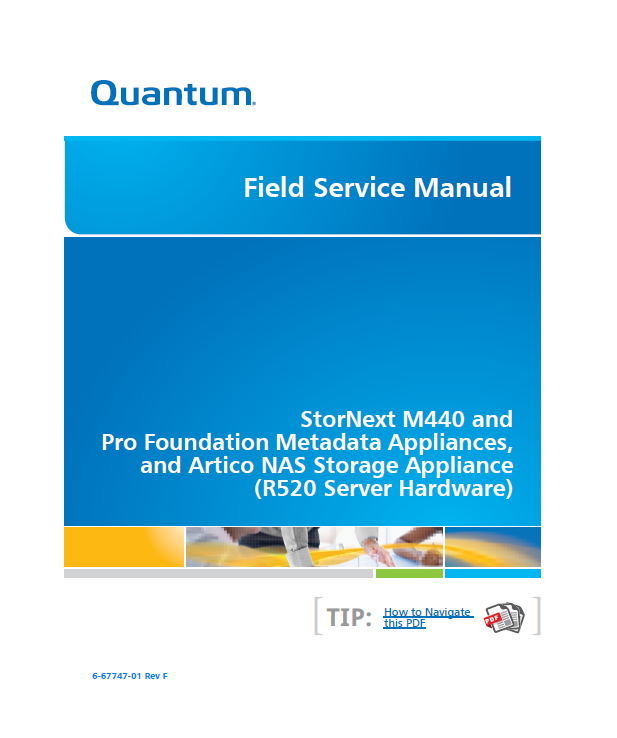 Quantum.
Field Service Manual
StorNext M440 and
Pro Foundation Metadata Appliances,
and Artico NAS Storage Appliance
(R520 Server Hardware)
[ TIP: How to Navigate
this PDF
PDF ]
6-67747-01 Rev F